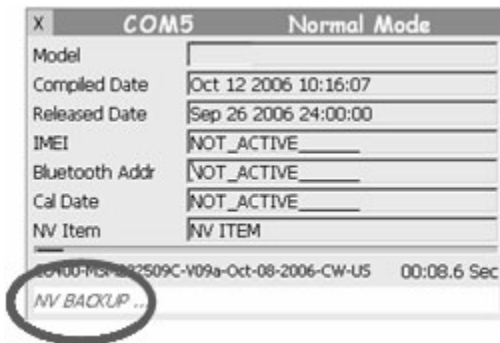 X COM5 Normal Mode
Model
Compiled Date Oct 12 2006 10:16:07
Released Date Sep 26 2006 24:00:00
IMEI NOT_ACTIVE______
Bluetooth Addr NOT_ACTIVE______
Cal Date NOT_ACTIVE______
NV Item NV ITEM
00:08.6 Sec
NV BACKUP ...